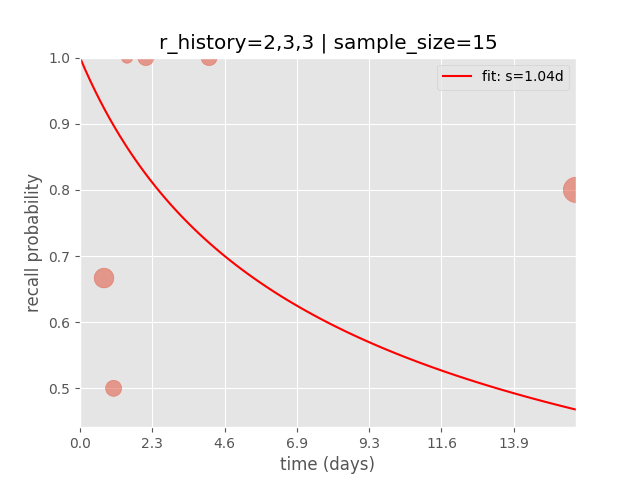 r_history=2,3,3 | sample_size=15
fit: s=1.04d
recall probability
1.0
0.9
0.8
0.7
0.6
0.5
0.0 2.3 4.6 6.9 9.3 11.6 13.9
time (days)